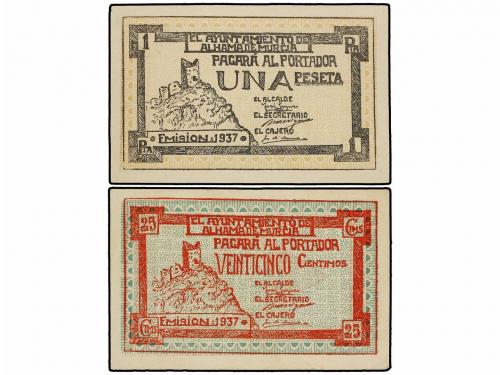 1 EL AYUNTAMIENTO DE PTA
ALHAMA DE MURCIA
PAGARÁ AL PORTADOR
UNA PESETA
EL ALCALDE
EL SECRETARIO
EL CAJERO
PTA EMISION: 1937 1
25 EL AYUNTAMIENTO DE CTMS
ALHAMA DE MURCIA
PAGARÁ AL PORTADOR
VEINTICINCO CENTIMOS
EL ALCALDE
EL SECRETARIO
EL CAJERO
CTMS EMISION: 1937 25